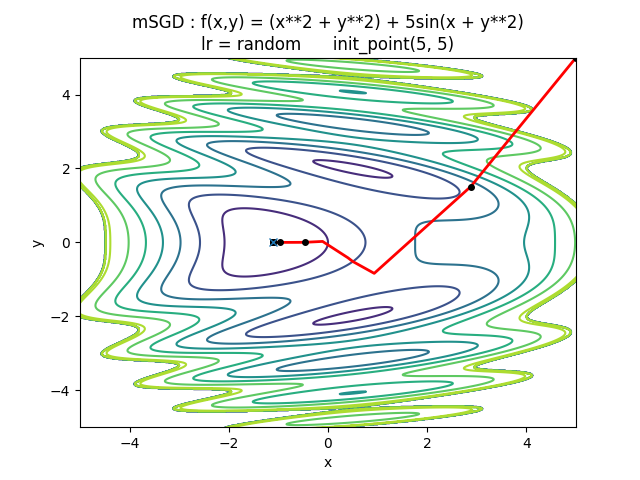 mSGD : f(x,y) = (x**2 + y**2) + 5sin(x + y**2)
lr = random      init_point(5, 5)
4
2
y
0
−2
−4
−4 −2 0 2 4
x